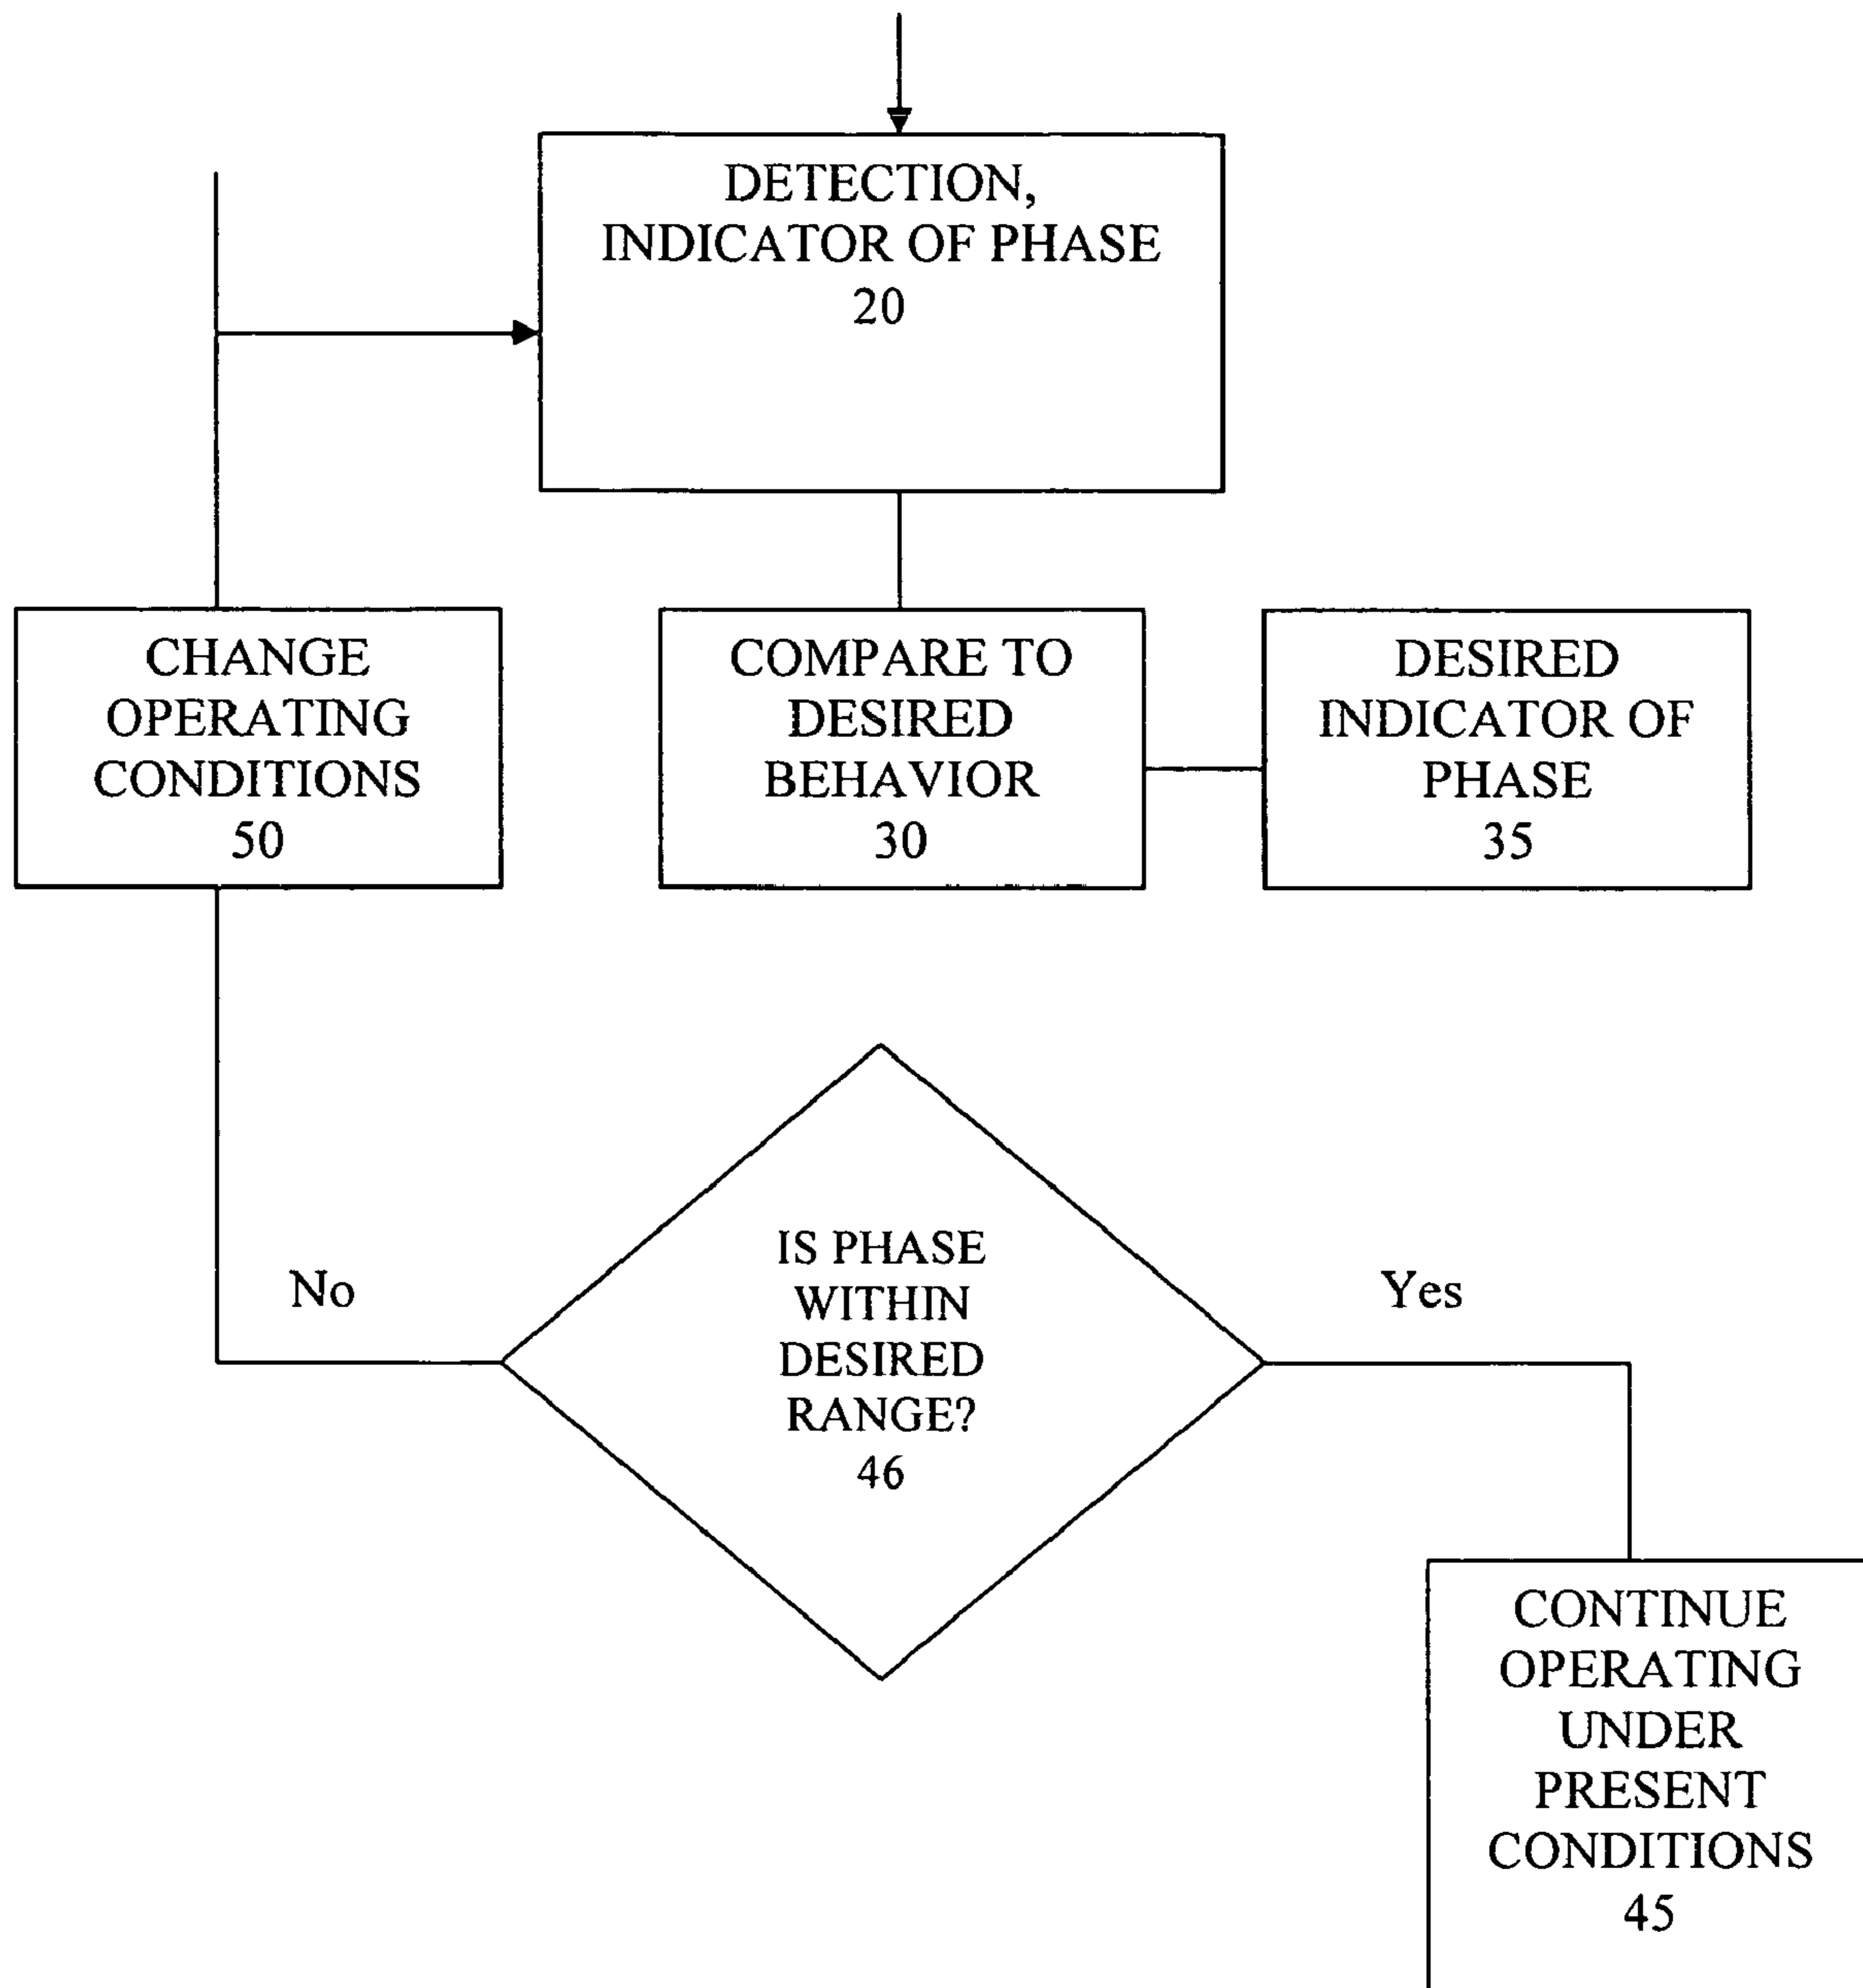 DETECTION,
INDICATOR OF PHASE
20
CHANGE
OPERATING
CONDITIONS
50
COMPARE TO
DESIRED
BEHAVIOR
30
DESIRED
INDICATOR OF
PHASE
35
IS PHASE
WITHIN
DESIRED
RANGE?
46
No
Yes
CONTINUE
OPERATING
UNDER
PRESENT
CONDITIONS
45